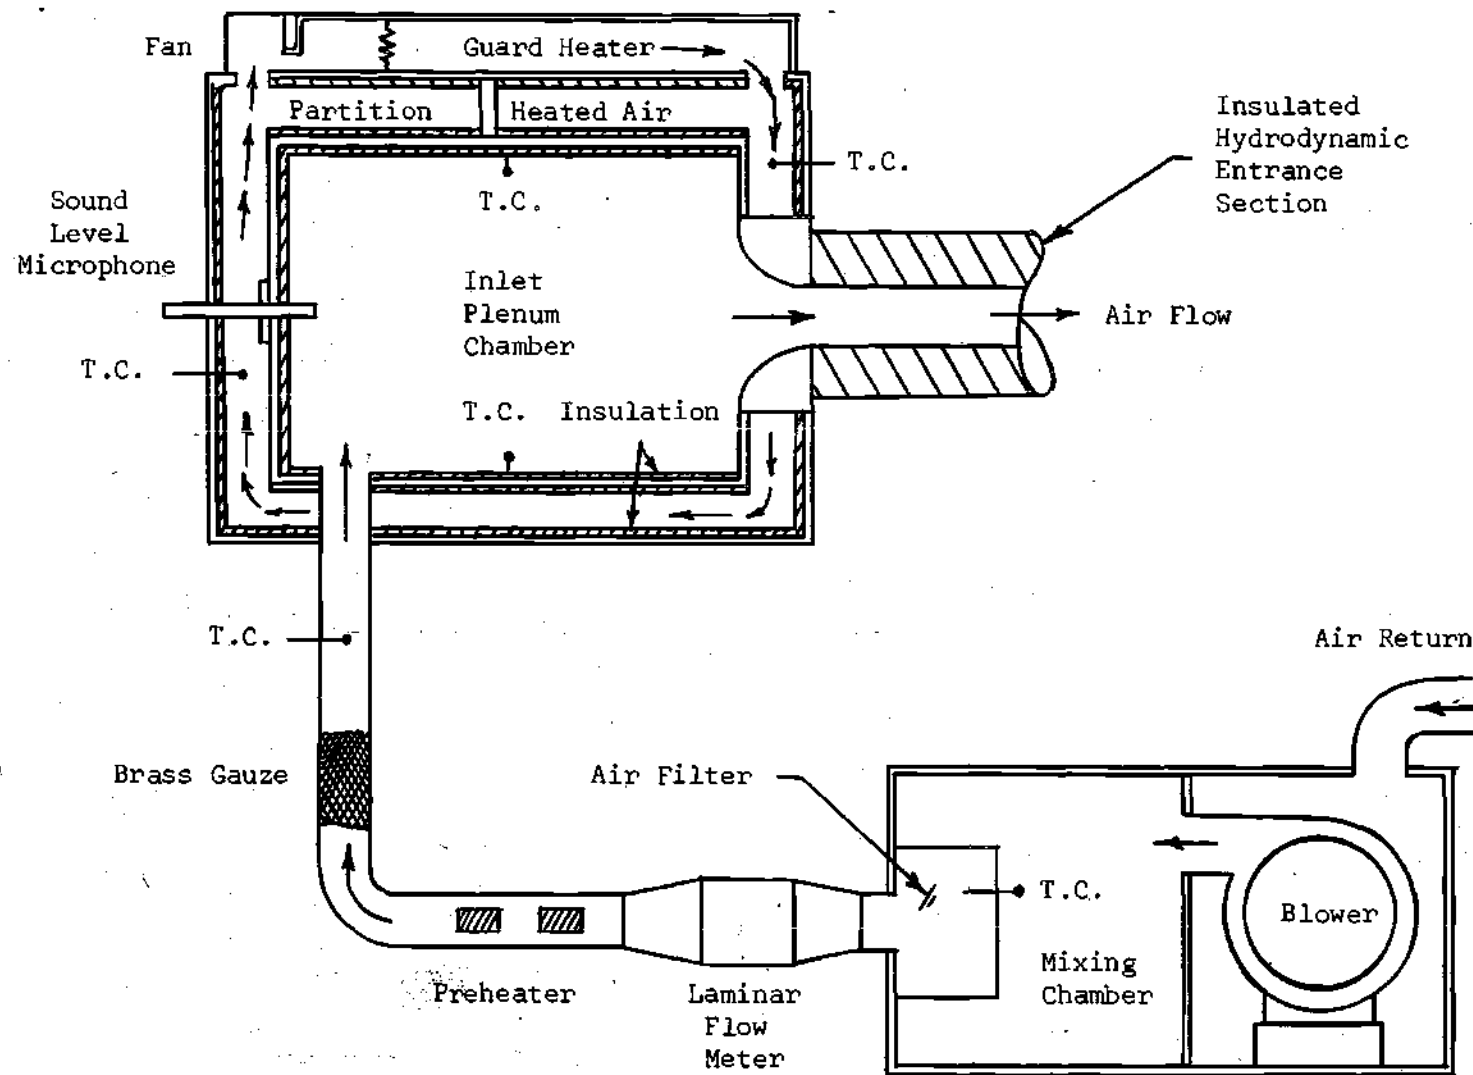 Fan
Guard Heater
Partition
Heated Air
Insulated
Hydrodynamic
Entrance
Section
T.C.
T.C.
Sound
Level
Microphone
Inlet
Plenum
Chamber
Air Flow
T.C.
T.C.
Insulation
T.C.
Air Return
Brass Gauze
Air Filter
T.C.
Blower
Mixing
Chamber
Preheater
Laminar
Flow
Meter